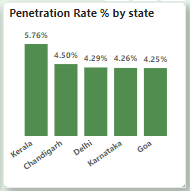 Penetration Rate % by state
5.76%
4.50%
4.29%
4.26%
4.25%
Kerala
Chandigarh
Delhi
Karnataka
Goa